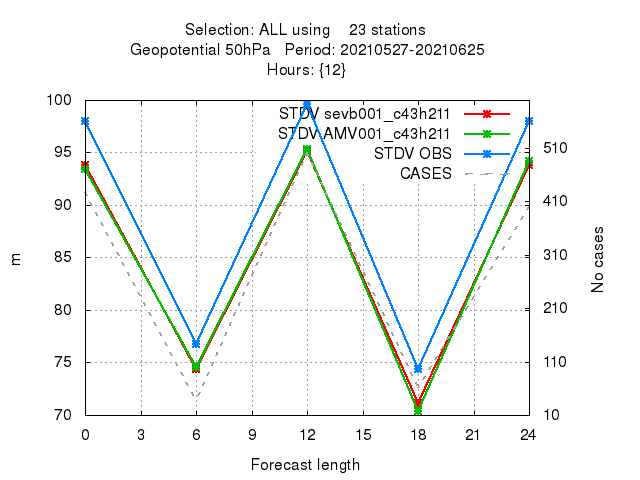 Selection: ALL using 23 stations
Geopotential 50hPa Period: 20210527-20210625
Hours: {12}
STDV sevb001_c43h211
STDV AMV001_c43h211
STDV OBS
CASES
100
95
90
85
80
75
70
m
510
410
310
210
110
10
No cases
0 3 6 9 12 15 18 21 24
Forecast length